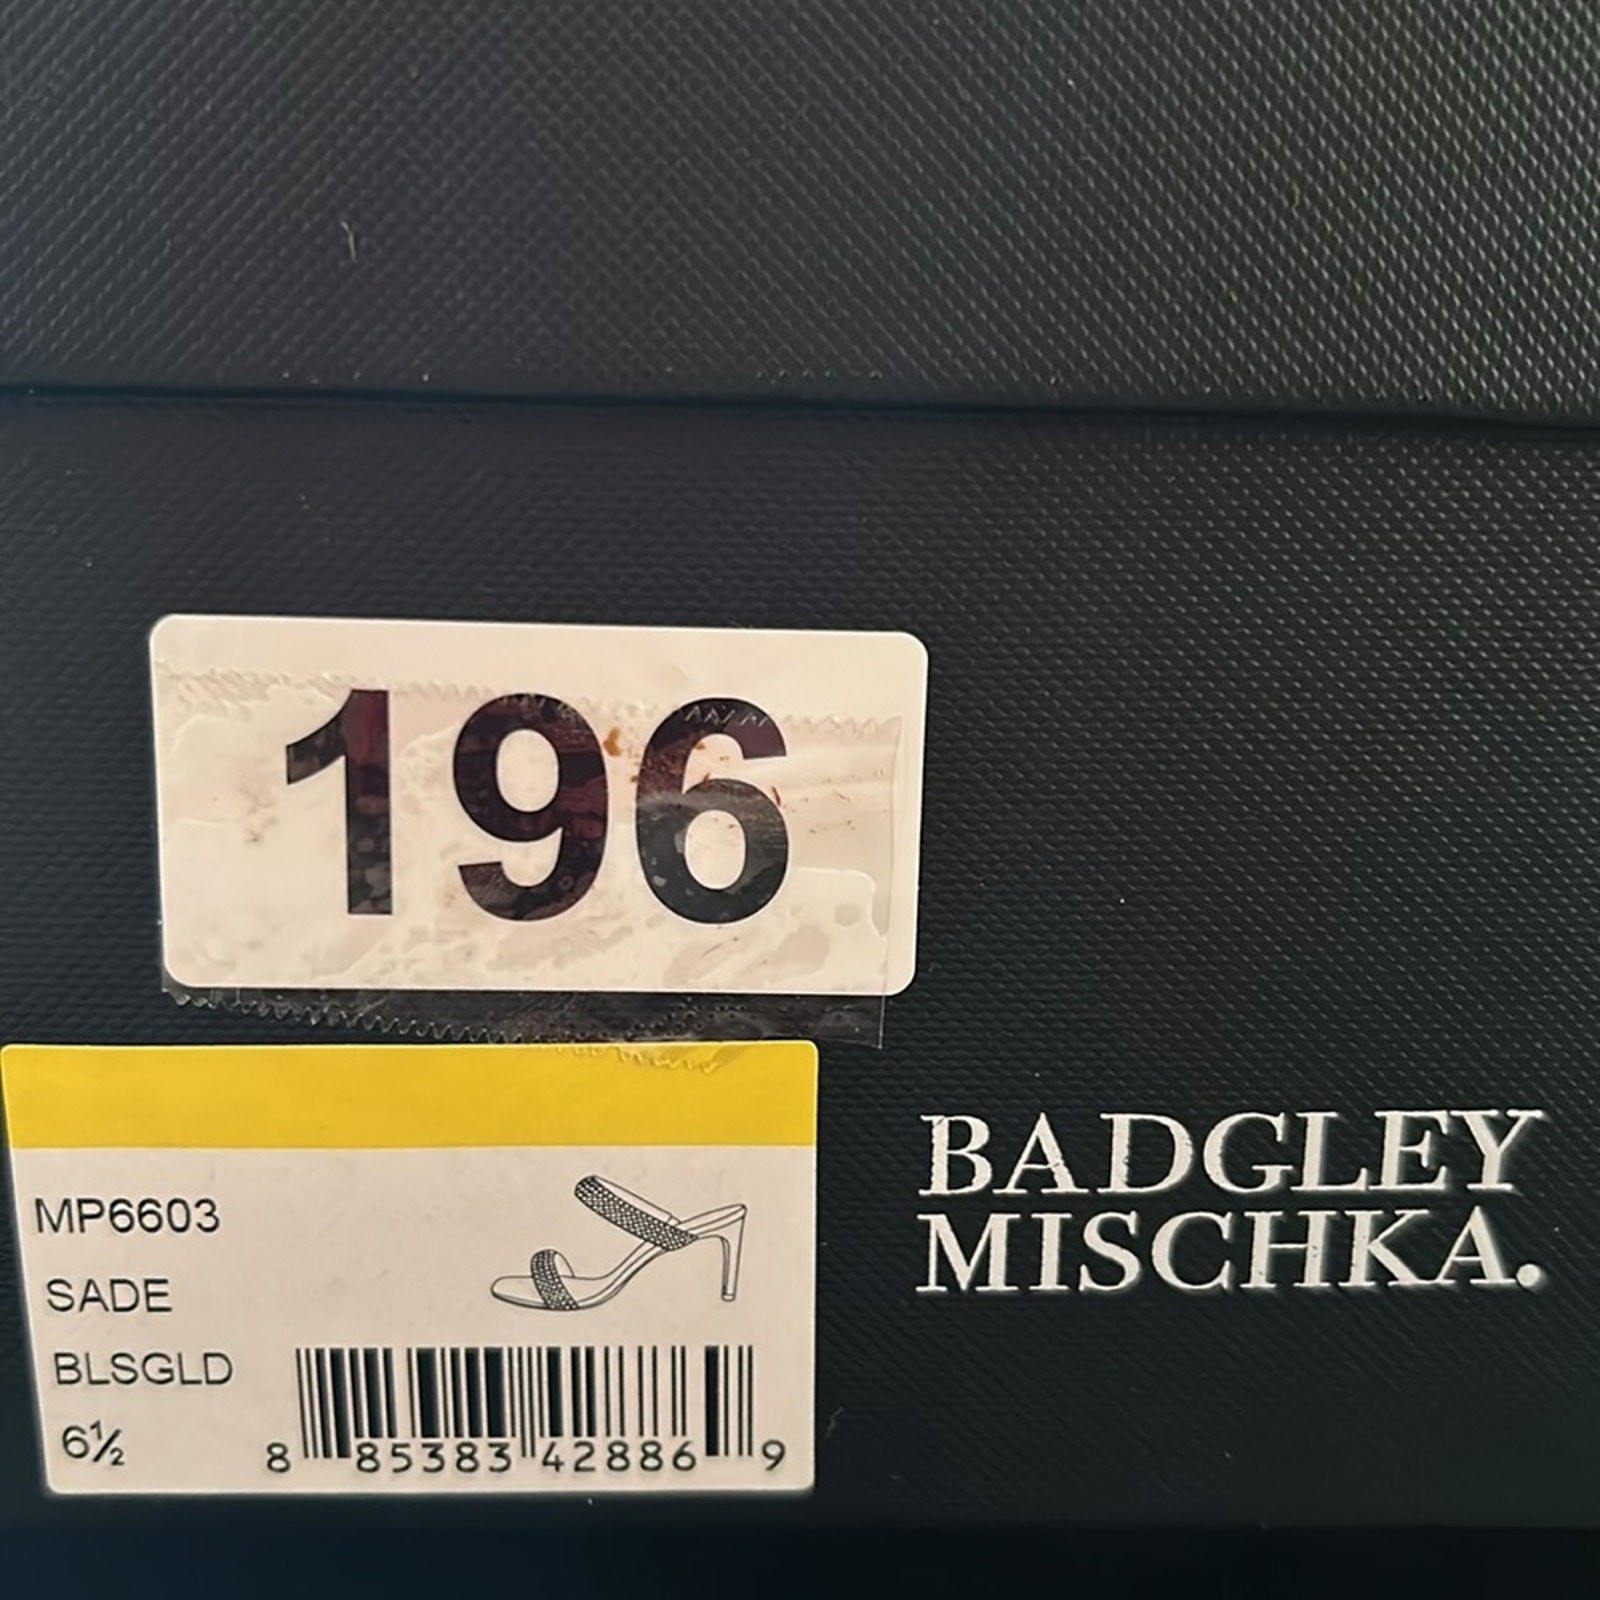 196
MP6603
SADE
BLSGLD
6½
8 85383 42886 9
BADGLEY
MISCHKA.